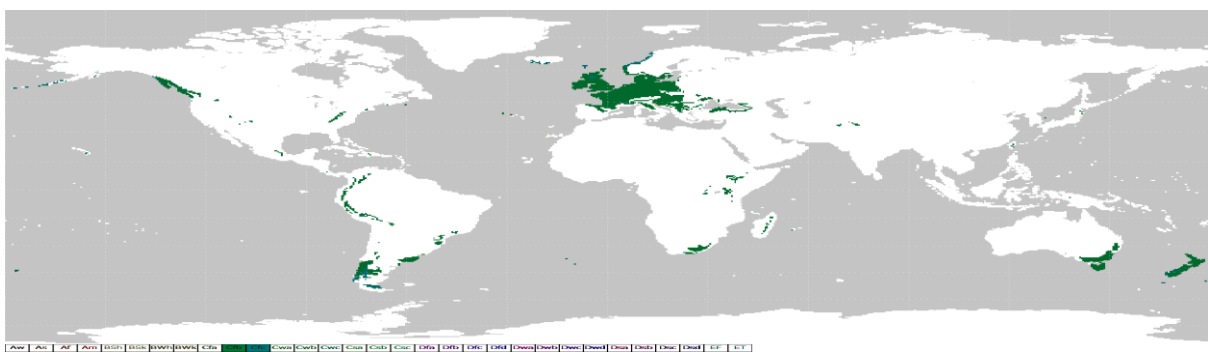 Aw As Af Am BSh BSk BWh BWk Cfa Cfb Cfc Cwa Cwb Cwc Csa Csb Csc Dfa Dfb Dfc Dfd Dwa Dwb Dwc Dwd Dsa Dsb Dsc Dsd EF ET